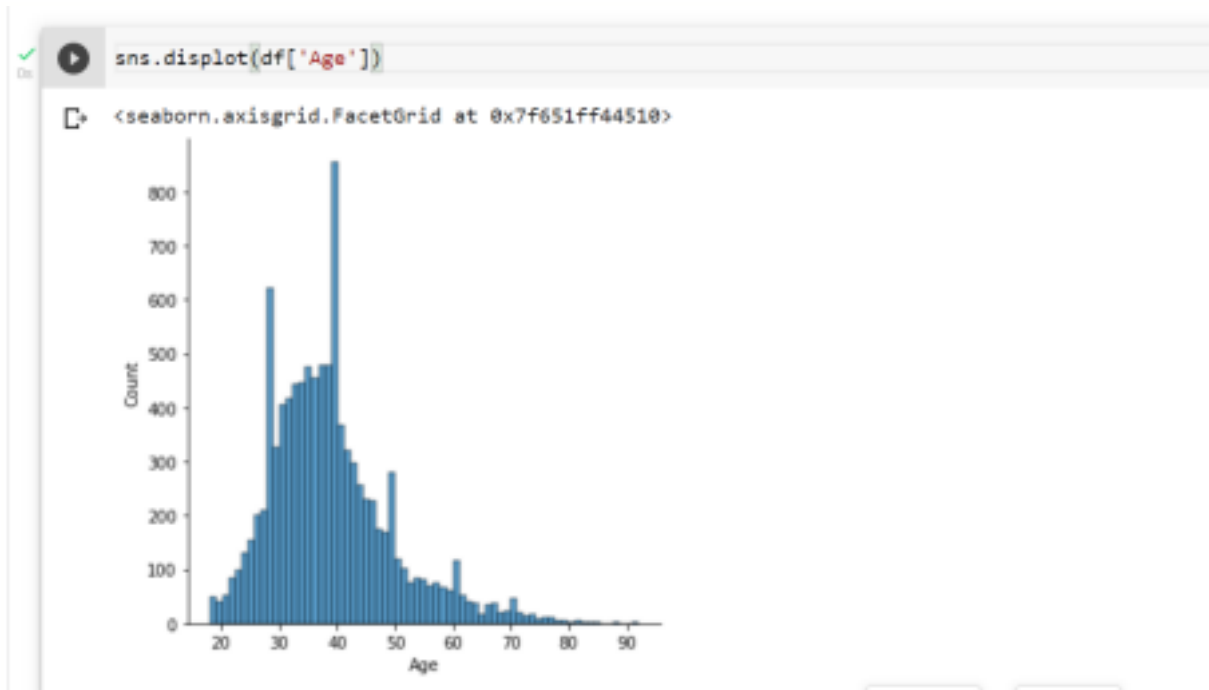 sns.displot(df['Age'])
0s
<seaborn.axisgrid.FacetGrid at 0x7f651ff44510>
800
700
600
500
400
300
200
100
0
Count
20 30 40 50 60 70 80 90
Age